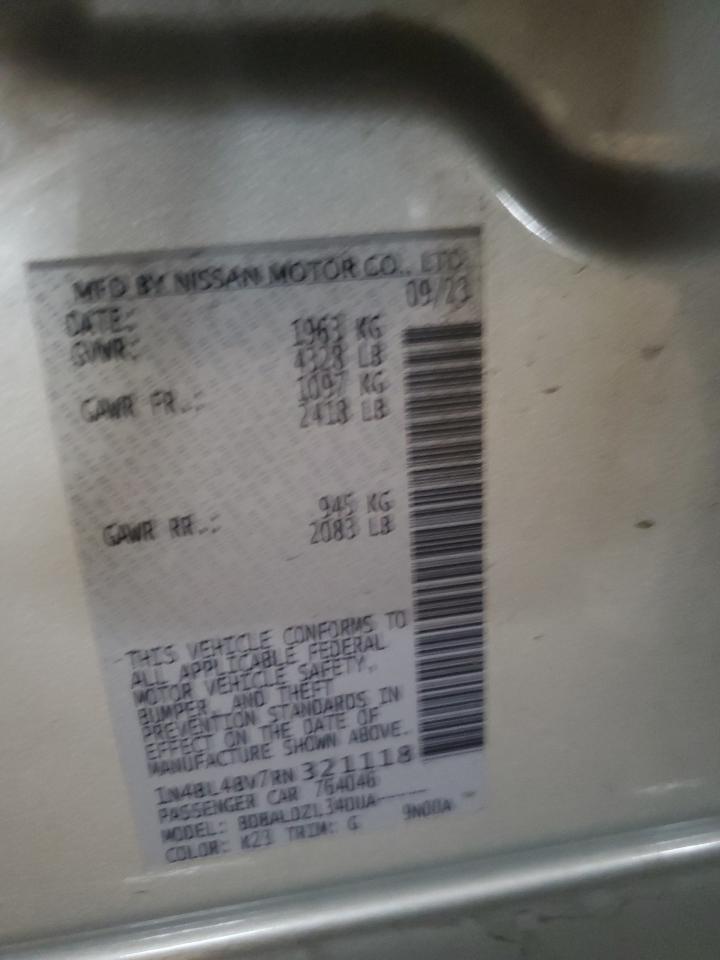 MFD BY NISSAN MOTOR CO., LTD
DATE: 09/23
GVWR: 1963 KG
4328 LB
GAWR FR..: 1097 KG
2418 LB
GAWR RR..: 945 KG
2083 LB
THIS VEHICLE CONFORMS TO
ALL APPLICABLE FEDERAL
MOTOR VEHICLE SAFETY,
BUMPER, AND THEFT
PREVENTION STANDARDS IN
EFFECT ON THE DATE OF
MANUFACTURE SHOWN ABOVE.
321118
PASSENGER CAR 764046
MODEL:
COLOR: K23 TRIM: G